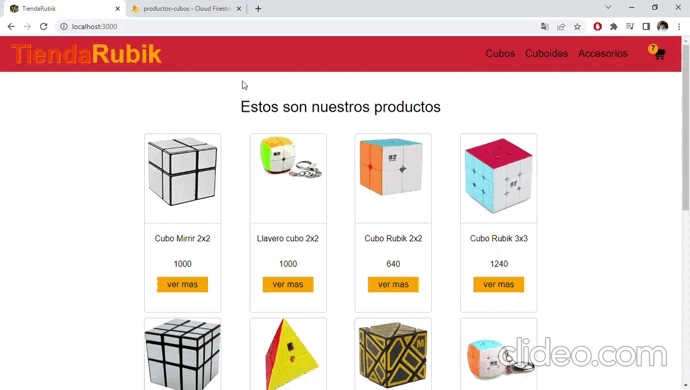 TiendaRubik
productos-cubos - Cloud Firesto
localhost:3000
TiendaRubik
Cubos
Cuboides
Accesorios
7
Estos son nuestros productos
Cubo Mirrir 2x2
1000
ver mas
Llavero cubo 2x2
1000
ver mas
Cubo Rubik 2x2
640
ver mas
Cubo Rubik 3x3
1240
ver mas
clideo.com